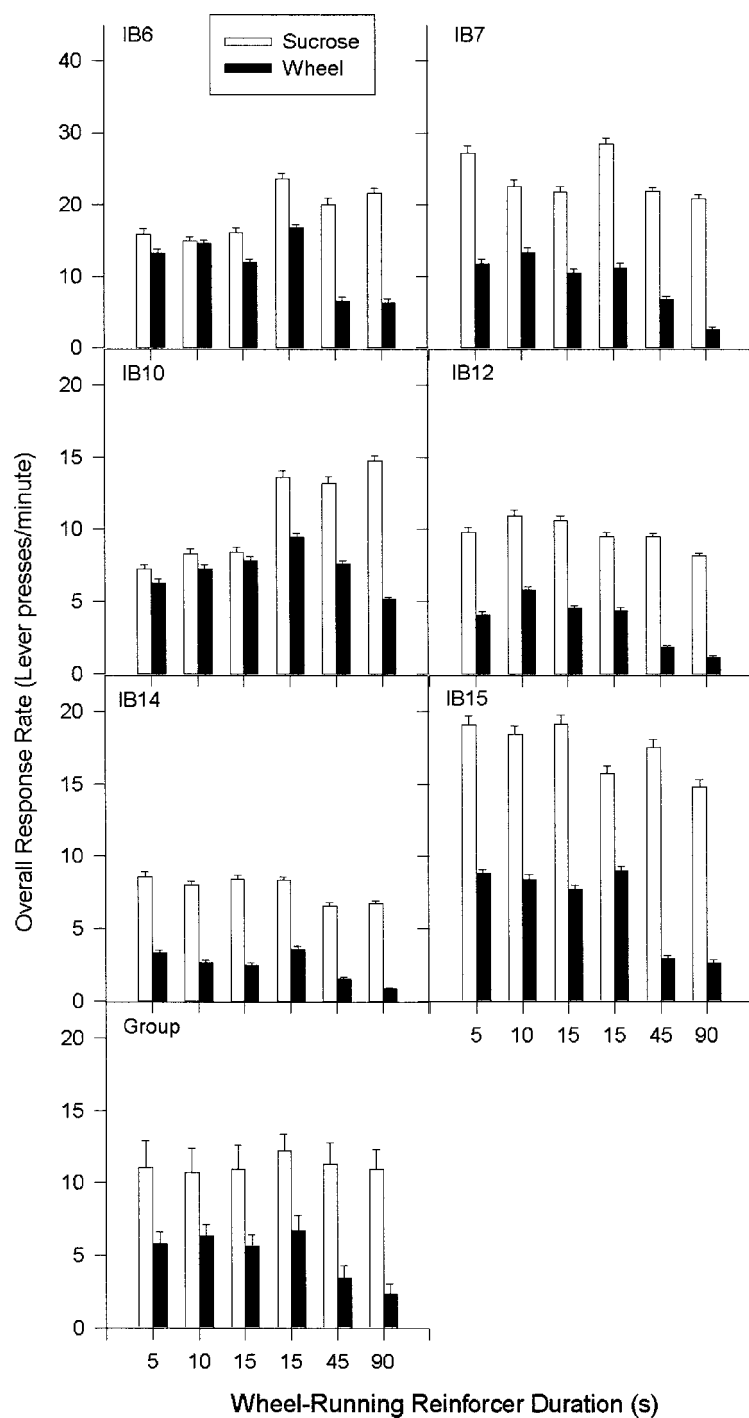 IB6
Sucrose
Wheel
IB7
40
30
20
10
0
IB10
IB12
20
15
10
5
0
IB14
IB15
20
15
10
5
0
5 10 15 15 45 90
Group
20
15
10
5
0
5 10 15 15 45 90
Overall Response Rate (Lever presses/minute)
Wheel-Running Reinforcer Duration (s)